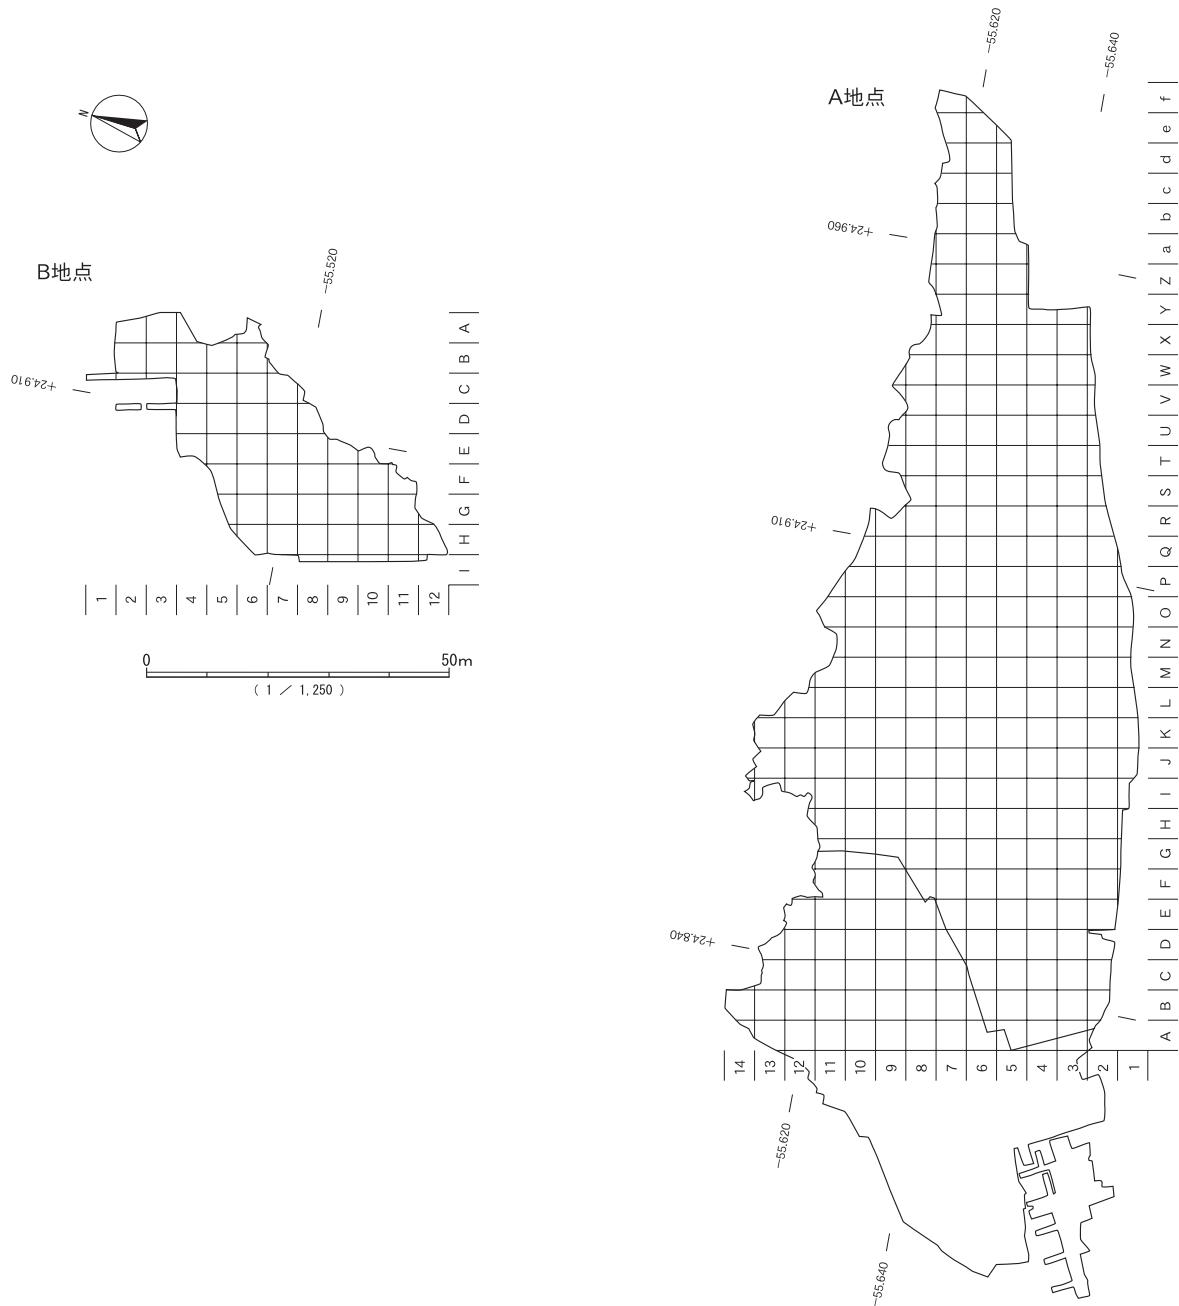 N
B地点
−55.520
+24.910
A
B
C
D
E
F
G
H
I
1 2 3 4 5 6 7 8 9 10 11 12
0 50m
( 1 ／ 1,250 )
A地点
−55.620
−55.640
+24.960
+24.910
+24.840
f
e
d
c
b
a
Z
Y
X
W
V
U
T
S
R
Q
P
O
N
M
L
K
J
I
H
G
F
E
D
C
B
A
14 13 12 11 10 9 8 7 6 5 4 3 2 1
−55.620
−55.640